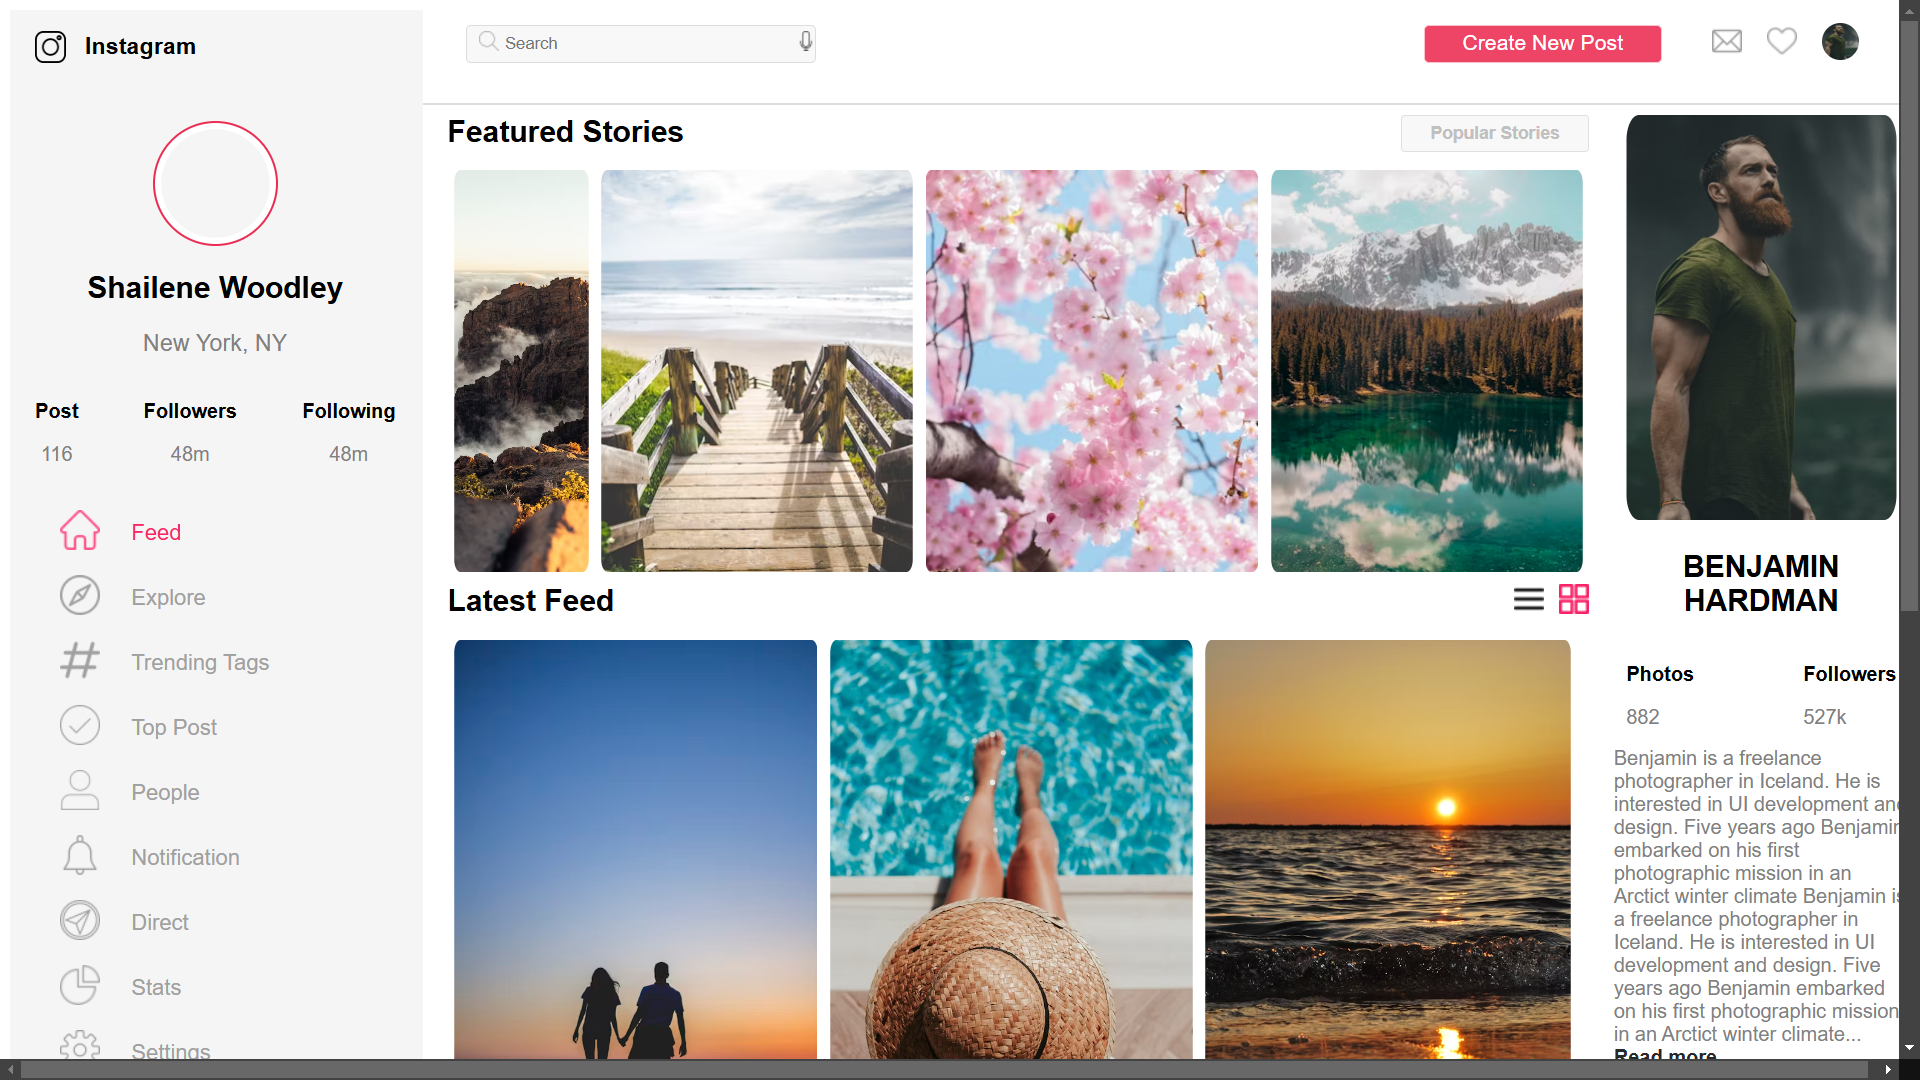 Instagram
Search
Create New Post
Shailene Woodley
New York, NY
Post Followers Following
116 48m 48m
Feed
Explore
Trending Tags
Top Post
People
Notification
Direct
Stats
Settings
Featured Stories
Popular Stories
Latest Feed
BENJAMIN
HARDMAN
Photos Followers
882 527k
Benjamin is a freelance
photographer in Iceland. He is
interested in UI development and
design. Five years ago Benjamin
embarked on his first
photographic mission in an
Arctict winter climate Benjamin is
a freelance photographer in
Iceland. He is interested in UI
development and design. Five
years ago Benjamin embarked
on his first photographic mission
in an Arctict winter climate...
Read more